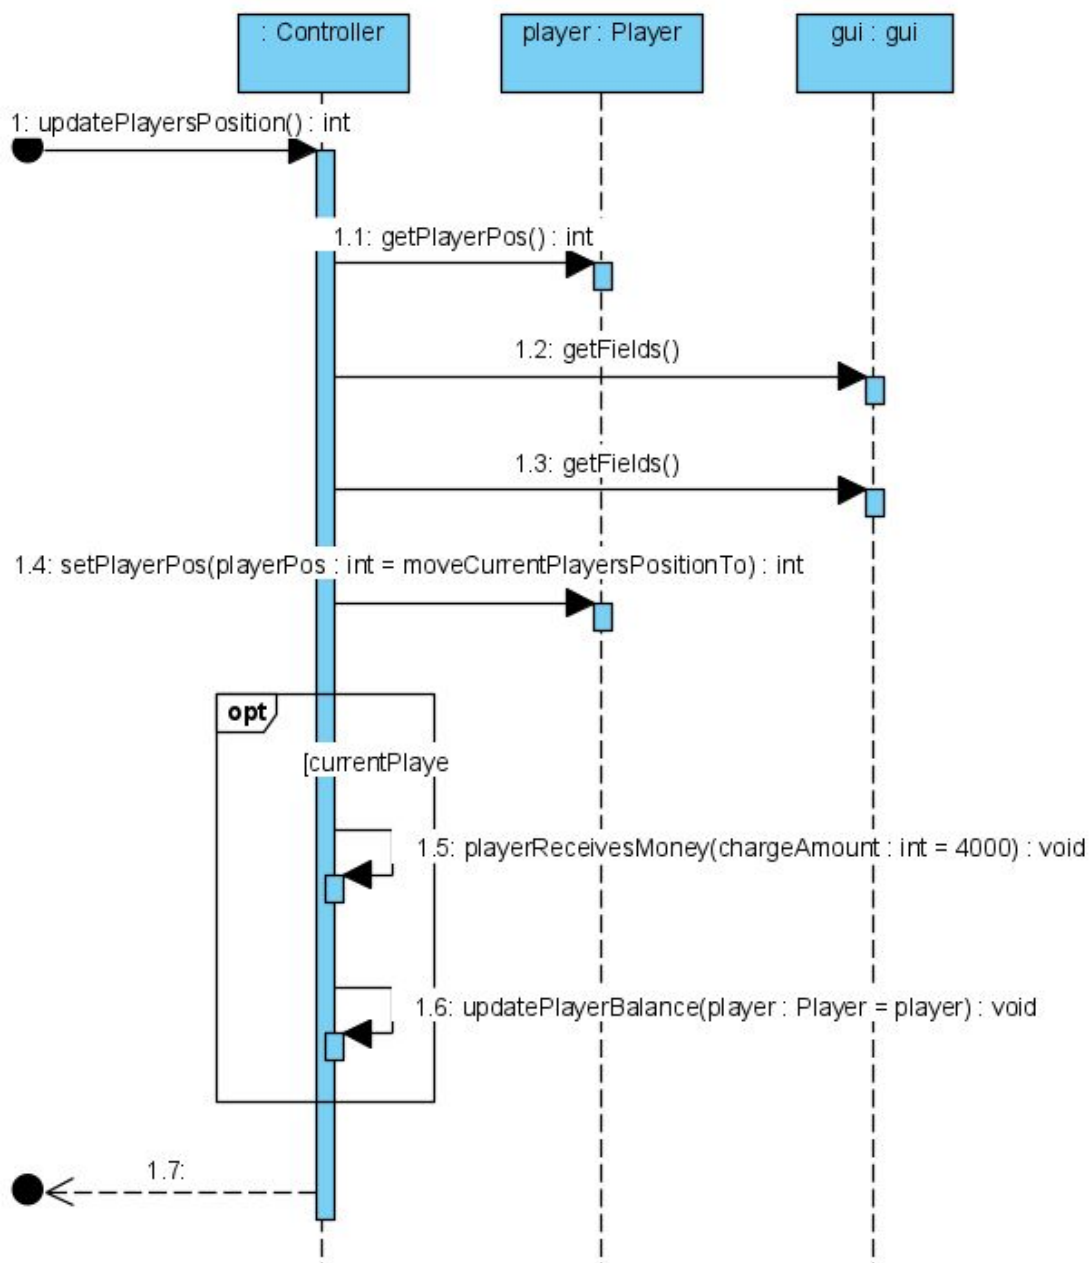 : Controller
player : Player
gui : gui
1: updatePlayersPosition() : int
1.1: getPlayerPos() : int
1.2: getFields()
1.3: getFields()
1.4: setPlayerPos(playerPos : int = moveCurrentPlayersPositionTo) : int
opt
[currentPlaye
1.5: playerReceivesMoney(chargeAmount : int = 4000) : void
1.6: updatePlayerBalance(player : Player = player) : void
1.7: